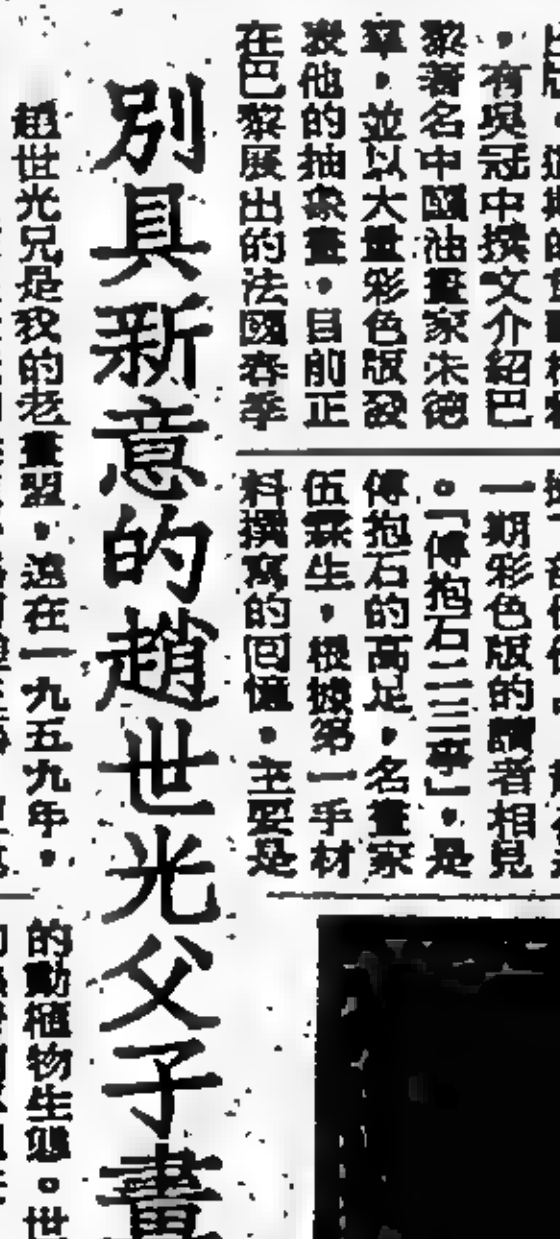 ，有吳冠中撰文介紹巴
黎著名中國油畫家朱德
羣，並以大量彩色版發
表他的抽象畫。目前正
在巴黎展出的法國春季
一期彩色版的讀者相見
。「傅抱石二三事」，是
傅抱石的高足，名畫家
伍霖生，根據第一手材
料撰寫的回憶，主要是
別具新意的趙世光父子畫
趙世光兄是我的老畫盟，遠在一九五九年，
的動植物生態。世